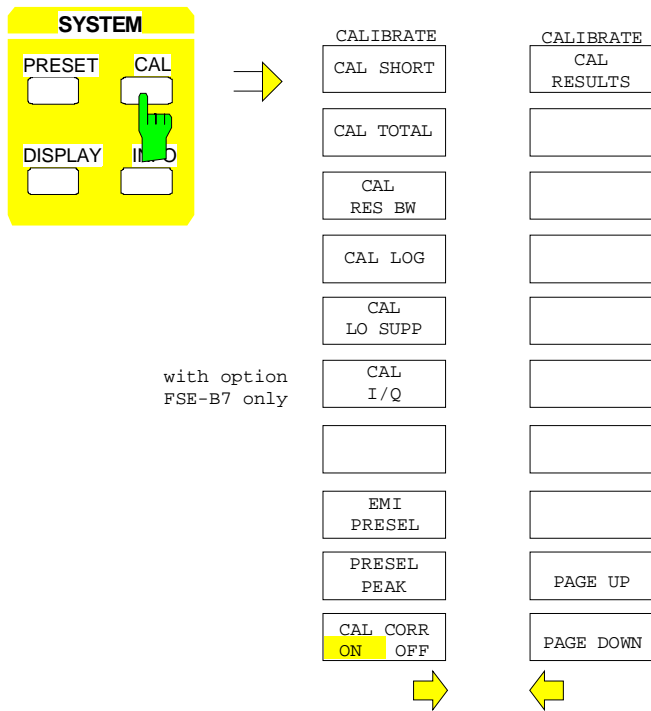 SYSTEM
PRESET CAL
DISPLAY
CALIBRATE
CAL SHORT
CAL TOTAL
CAL
RES BW
CAL LOG
CAL
LO SUPP
with option
FSE-B7 only
CAL
I/Q
EMI
PRESEL
PRESEL
PEAK
CAL CORR
ON OFF
CALIBRATE
CAL
RESULTS
PAGE UP
PAGE DOWN